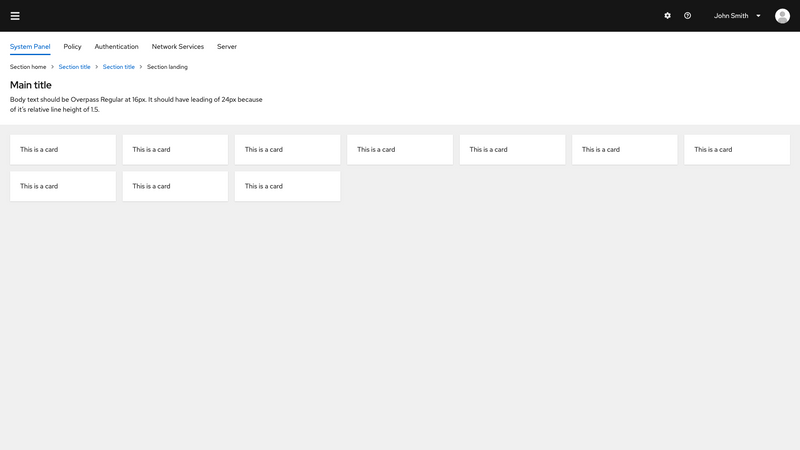 John Smith
System Panel Policy Authentication Network Services Server
Section home > Section title > Section title > Section landing
Main title
Body text should be Overpass Regular at 16px. It should have leading of 24px because
of it's relative line height of 1.5.
This is a card This is a card This is a card This is a card This is a card This is a card This is a card
This is a card This is a card This is a card